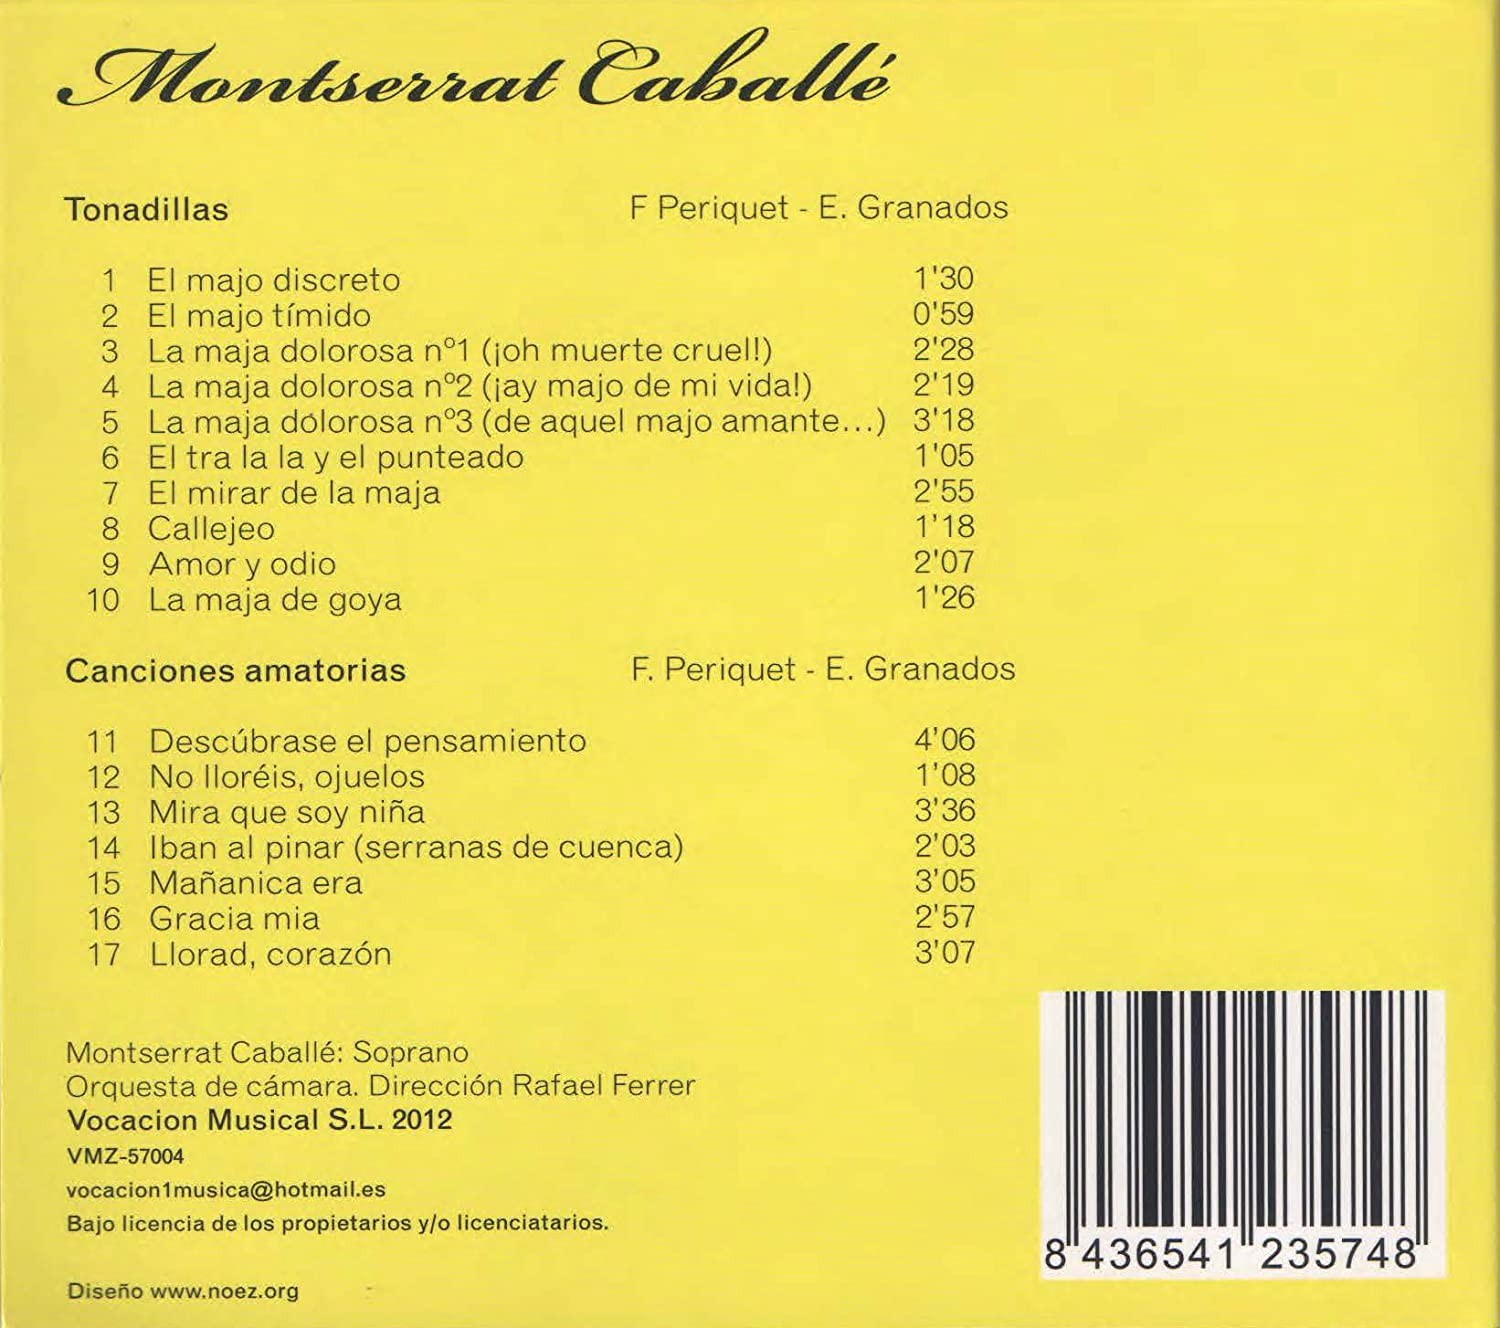 Montserrat Caballé
Tonadillas F Periquet - E. Granados
1 El majo discreto 1'30
2 El majo tímido 0'59
3 La maja dolorosa nº1 (¡oh muerte cruel!) 2'28
4 La maja dolorosa nº2 (¡ay majo de mi vida!) 2'19
5 La maja dolorosa nº3 (de aquel majo amante...) 3'18
6 El tra la la y el punteado 1'05
7 El mirar de la maja 2'55
8 Callejeo 1'18
9 Amor y odio 2'07
10 La maja de goya 1'26
Canciones amatorias F. Periquet - E. Granados
11 Descúbrase el pensamiento 4'06
12 No lloréis, ojuelos 1'08
13 Mira que soy niña 3'36
14 Iban al pinar (serranas de cuenca) 2'03
15 Mañanica era 3'05
16 Gracia mia 2'57
17 Llorad, corazón 3'07
Montserrat Caballé: Soprano
Orquesta de cámara. Dirección Rafael Ferrer
Vocacion Musical S.L. 2012
VMZ-57004
vocacion1musica@hotmail.es
Bajo licencia de los propietarios y/o licenciatarios.
Diseño www.noez.org
8 436541 235748